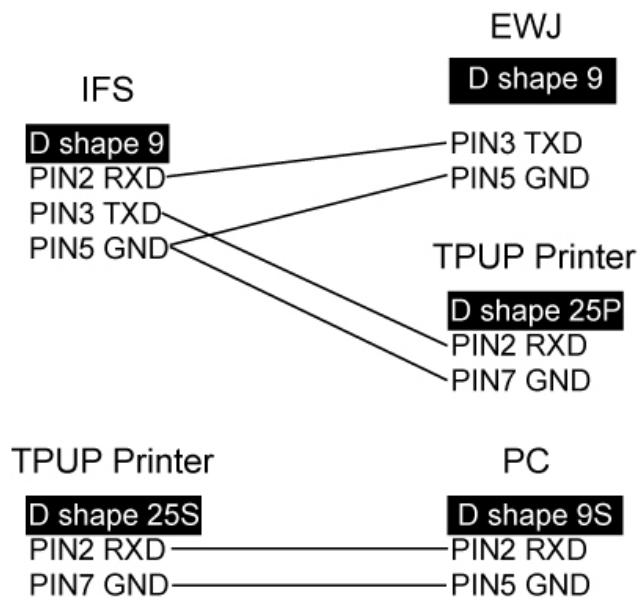 IFS
D shape 9
PIN2 RXD
PIN3 TXD
PIN5 GND
EWJ
D shape 9
PIN3 TXD
PIN5 GND
TPUP Printer
D shape 25P
PIN2 RXD
PIN7 GND
TPUP Printer
D shape 25S
PIN2 RXD
PIN7 GND
PC
D shape 9S
PIN2 RXD
PIN5 GND